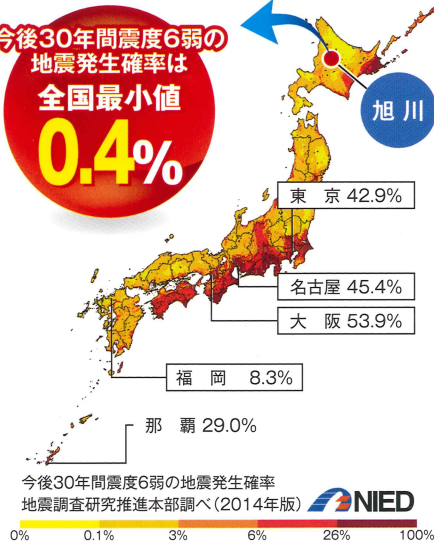 今後30年間震度6弱の
地震発生確率は
全国最小値
0.4%
旭川
東 京 42.9%
名古屋 45.4%
大 阪 53.9%
福 岡 8.3%
那 覇 29.0%
今後30年間震度6弱の地震発生確率
地震調査研究推進本部調べ（2014年版）
NIED
0% 0.1% 3% 6% 26% 100%